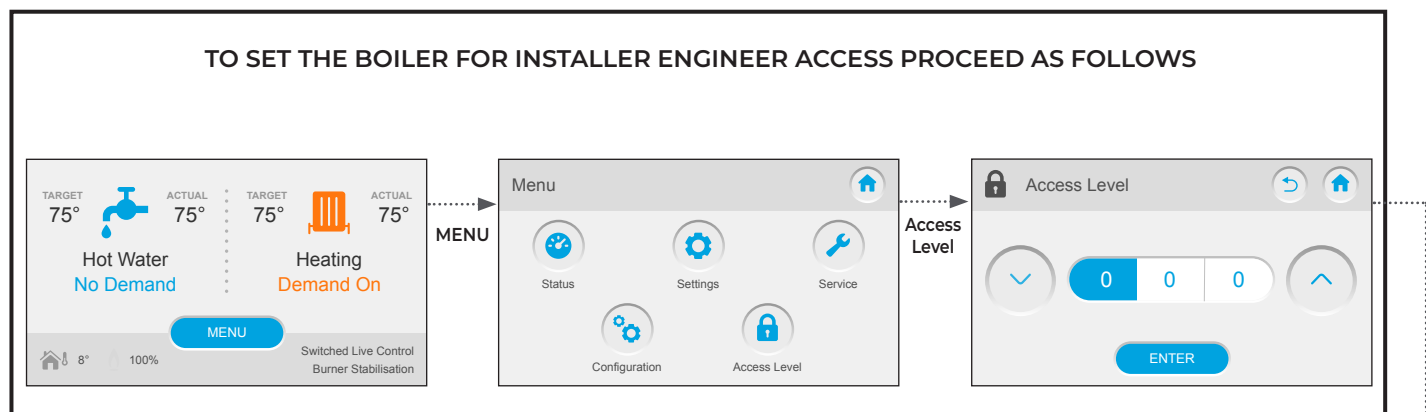 TO SET THE BOILER FOR INSTALLER ENGINEER ACCESS PROCEED AS FOLLOWS
TARGET
75°
ACTUAL
75°
Hot Water
No Demand
TARGET
75°
ACTUAL
75°
Heating
Demand On
MENU
8°
100%
Switched Live Control
Burner Stabilisation
MENU
Menu
Status
Settings
Service
Configuration
Access Level
Access
Level
Access Level
0 0 0
ENTER